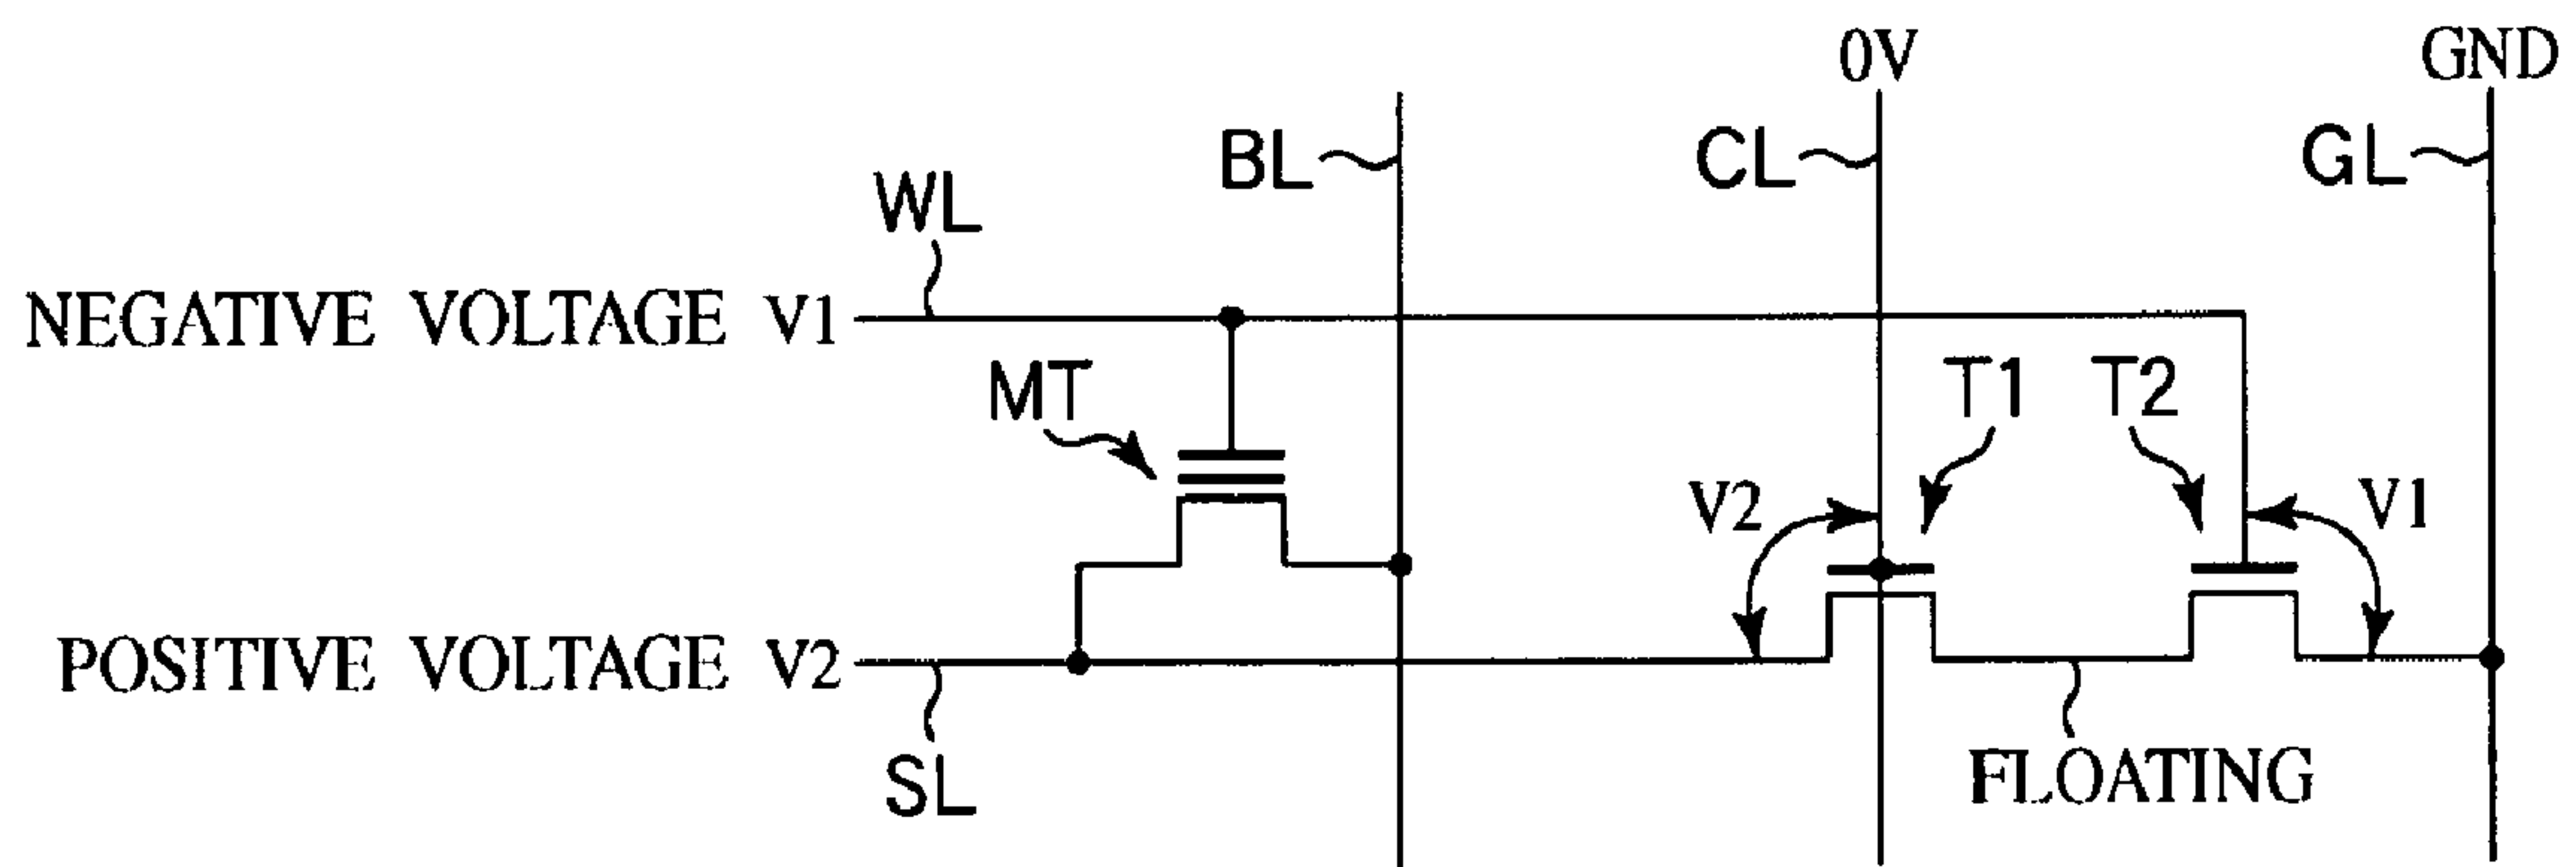 0V
GND
BL
CL
GL
WL
NEGATIVE VOLTAGE V1
MT
T1
T2
V2
V1
POSITIVE VOLTAGE V2
SL
FLOATING